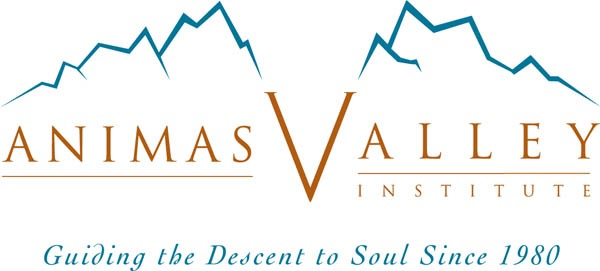 ANIMAS VALLEY
INSTITUTE
Guiding the Descent to Soul Since 1980